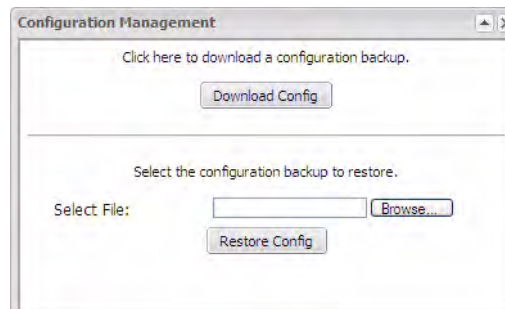 Configuration Management
Click here to download a configuration backup.
Download Config
Select the configuration backup to restore.
Select File: Browse...
Restore Config